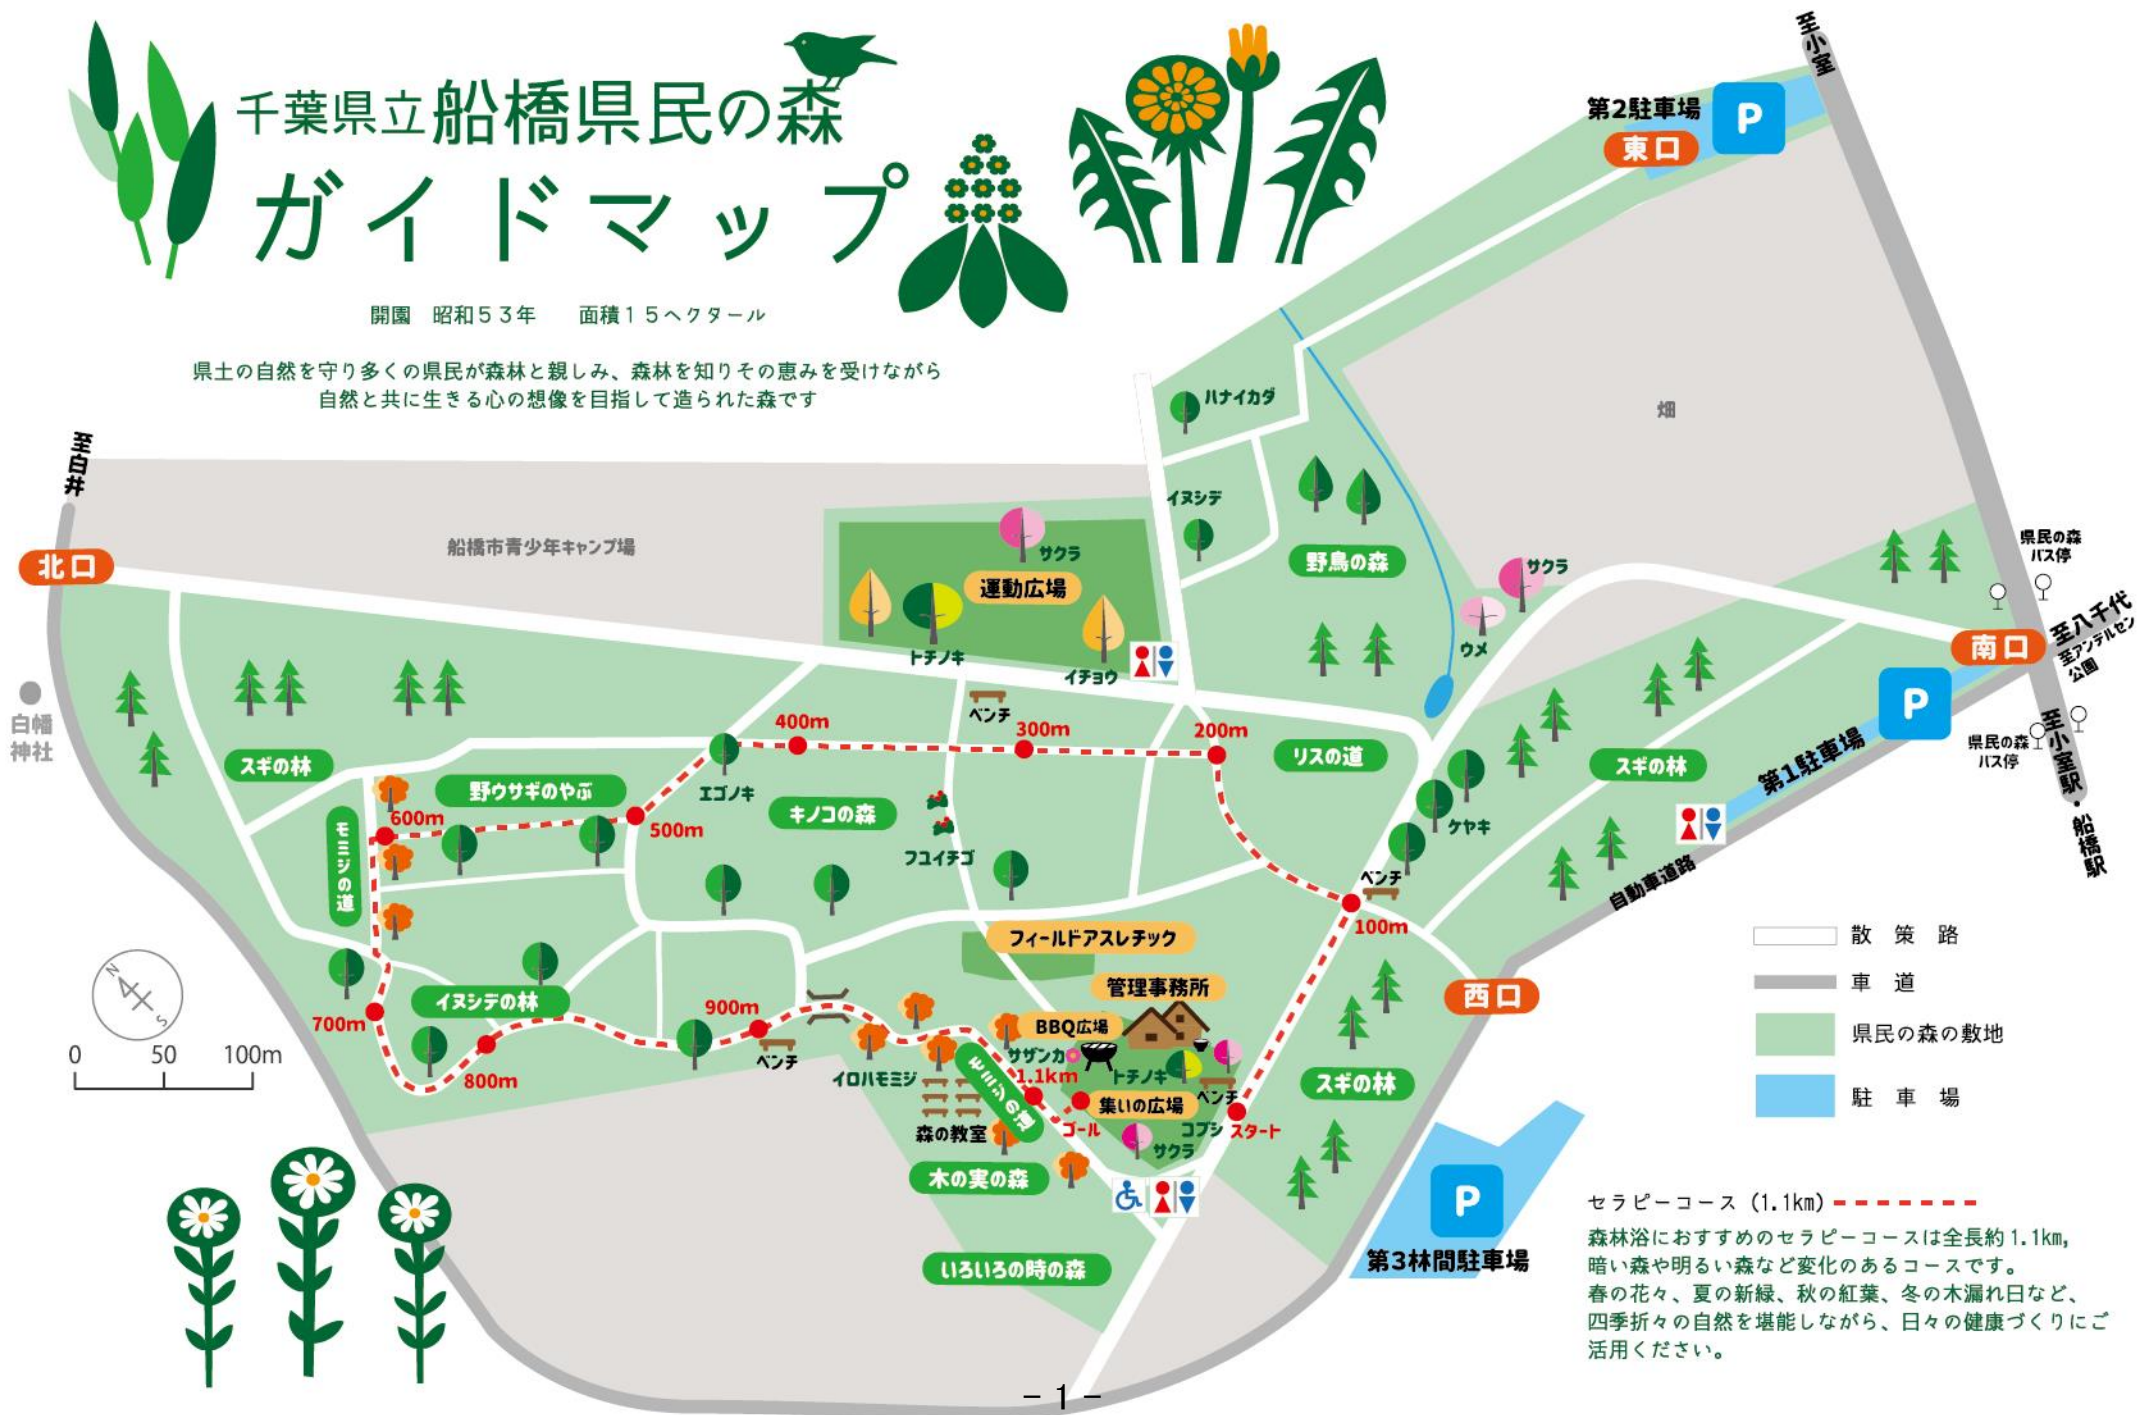 千葉県立船橋県民の森
ガイドマップ
開園　昭和53年　　面積15ヘクタール
県土の自然を守り多くの県民が森林と親しみ、森林を知りその恵みを受けながら
自然と共に生きる心の想像を目指して造られた森です
至小室
第2駐車場
P
東口
畑
ハナイカダ
イヌシデ
野鳥の森
サクラ
ウメ
県民の森
バス停
至八千代
至アンデルセン
公園
南口
P
第1駐車場
県民の森
バス停
至小室駅・船橋駅
至白井
北口
船橋市青少年キャンプ場
サクラ
運動広場
トチノキ
イチョウ
白幡
神社
スギの林
野ウサギのやぶ
モミジの道
600m
500m
エゴノキ
400m
ベンチ
300m
200m
リスの道
キノコの森
フユイチゴ
ケヤキ
スギの林
自動車道路
ベンチ
100m
西口
フィールドアスレチック
管理事務所
BBQ広場
サザンカ
1.1km
トチノキ
集いの広場
ベンチ
ゴール
コブシ
スタート
サクラ
スギの林
イヌシデの林
700m
800m
900m
ベンチ
イロハモミジ
モミジの道
森の教室
木の実の森
いろいろの時の森
P
第3林間駐車場
N
S
0 50 100m
散策路
車道
県民の森の敷地
駐車場
セラピーコース（1.1km）
森林浴におすすめのセラピーコースは全長約1.1km,
暗い森や明るい森など変化のあるコースです。
春の花々、夏の新緑、秋の紅葉、冬の木漏れ日など、
四季折々の自然を堪能しながら、日々の健康づくりにご
活用ください。
- 1 -